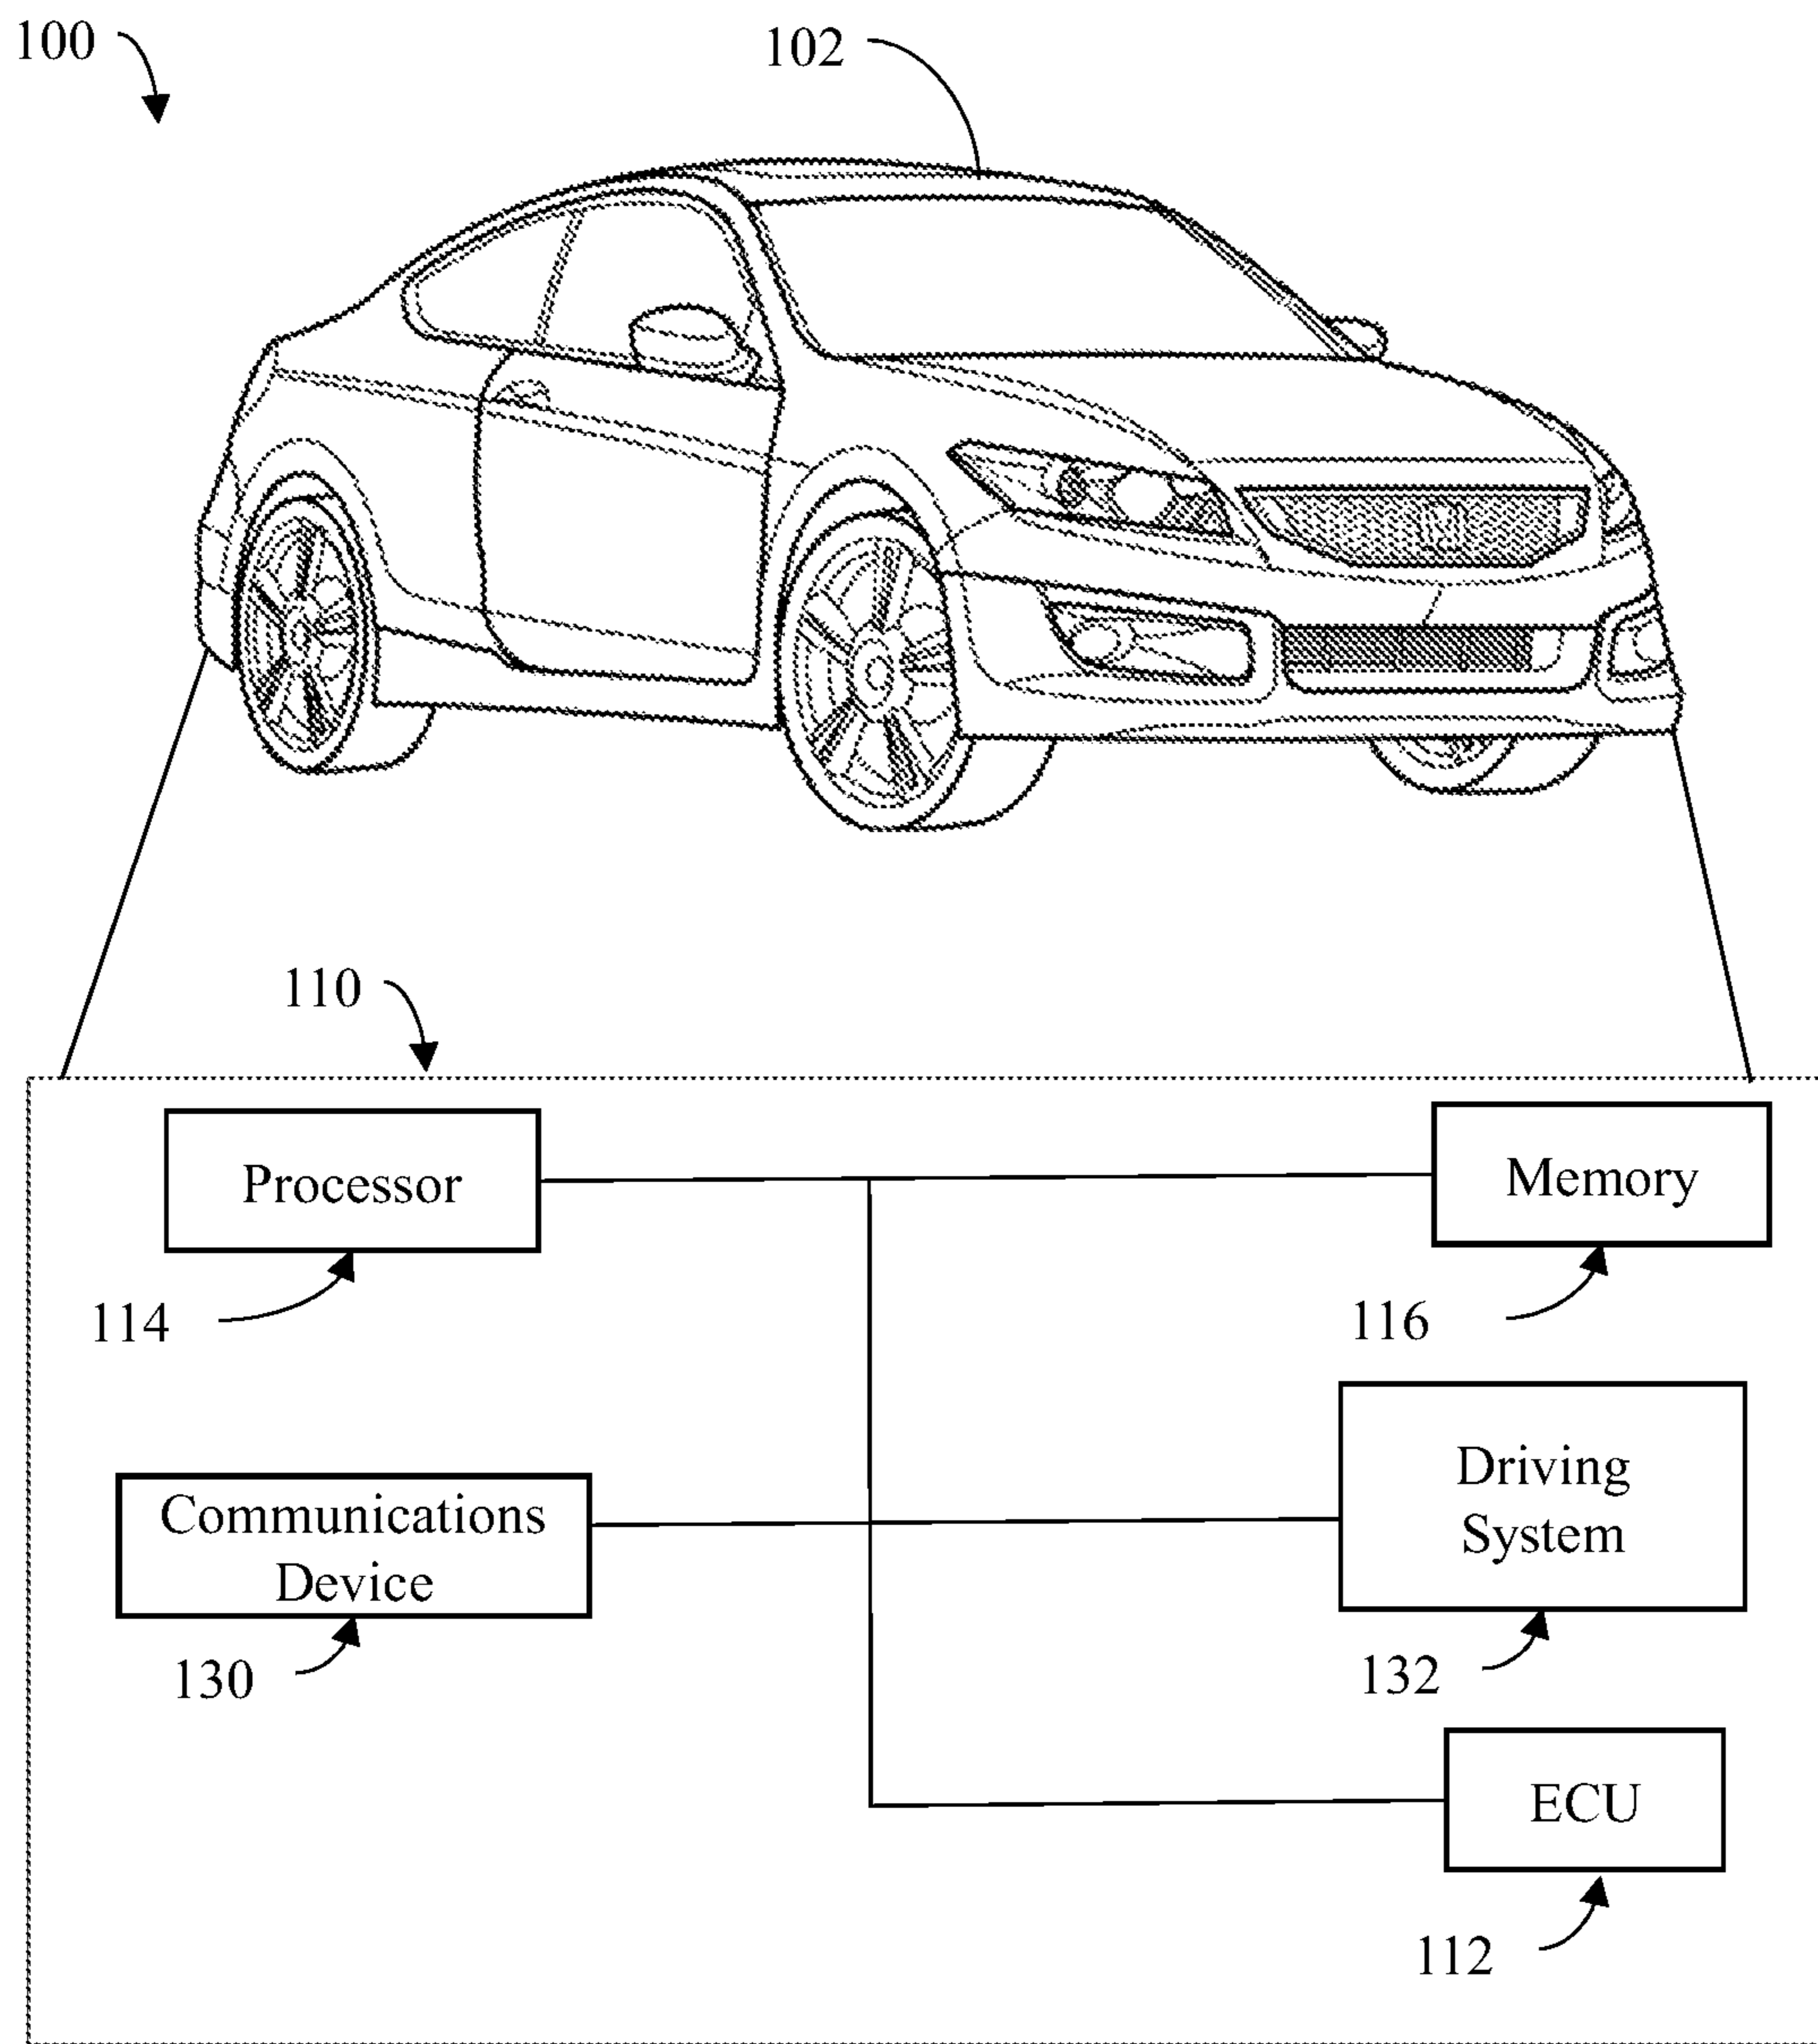 100
102
110
Processor
Memory
114
116
Driving
System
Communications
Device
130
132
ECU
112